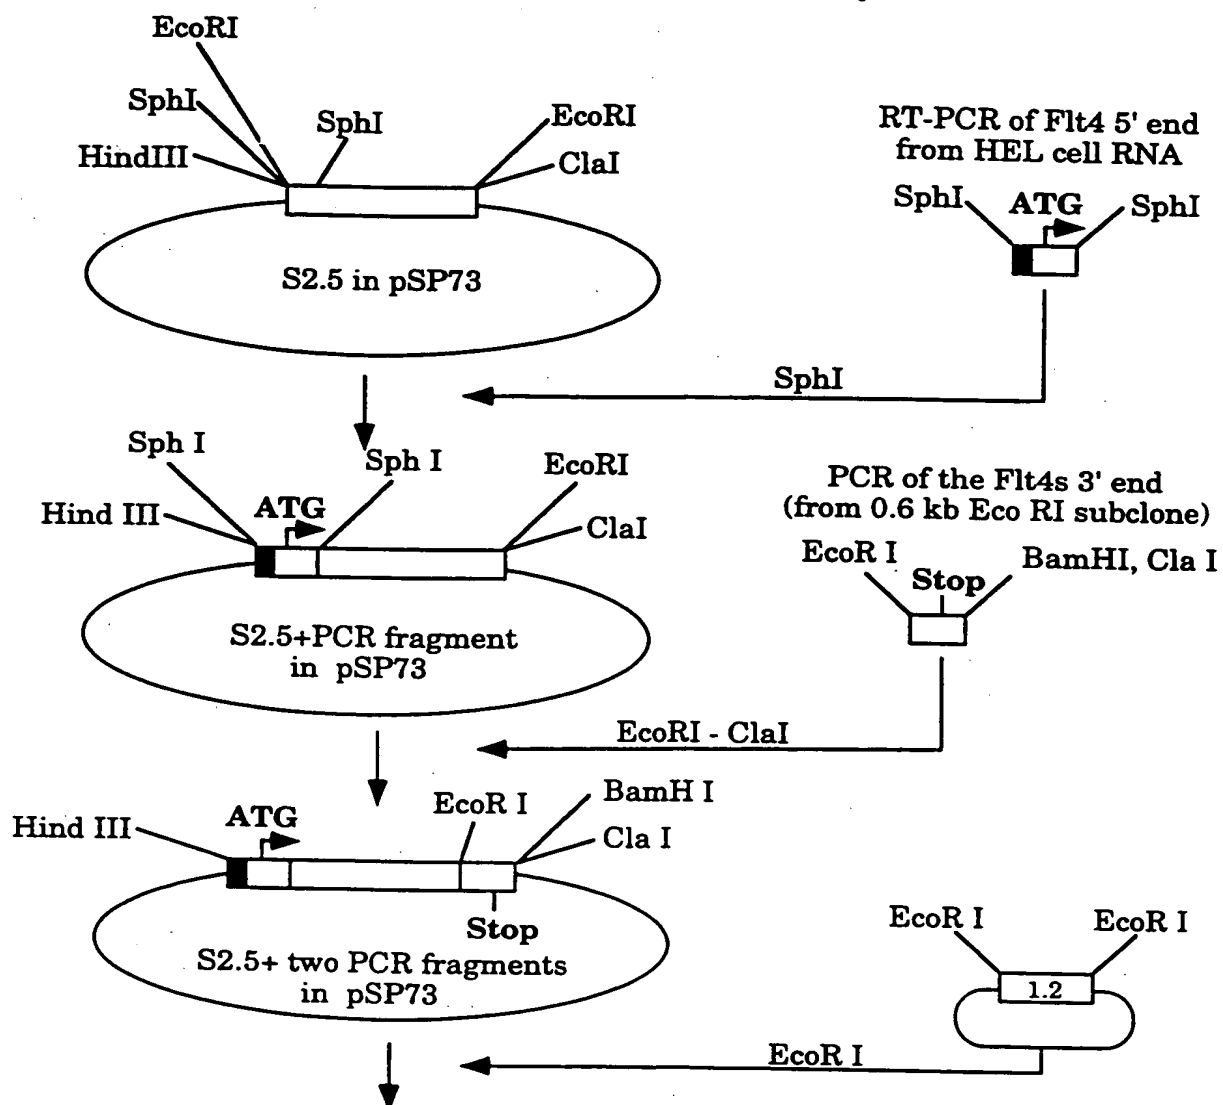 EcoRI
SphI
SphI
EcoRI
HindIII
ClaI
S2.5 in pSP73
RT-PCR of Flt4 5' end
from HEL cell RNA
SphI
ATG
SphI
SphI
Sph I
Sph I
EcoRI
Hind III
ATG
ClaI
S2.5+PCR fragment
in pSP73
PCR of the Flt4s 3' end
(from 0.6 kb Eco RI subclone)
EcoR I
Stop
BamHI, Cla I
EcoRI - ClaI
Hind III
ATG
EcoR I
BamH I
Cla I
Stop
S2.5+ two PCR fragments
in pSP73
EcoR I
EcoR I
1.2
EcoR I